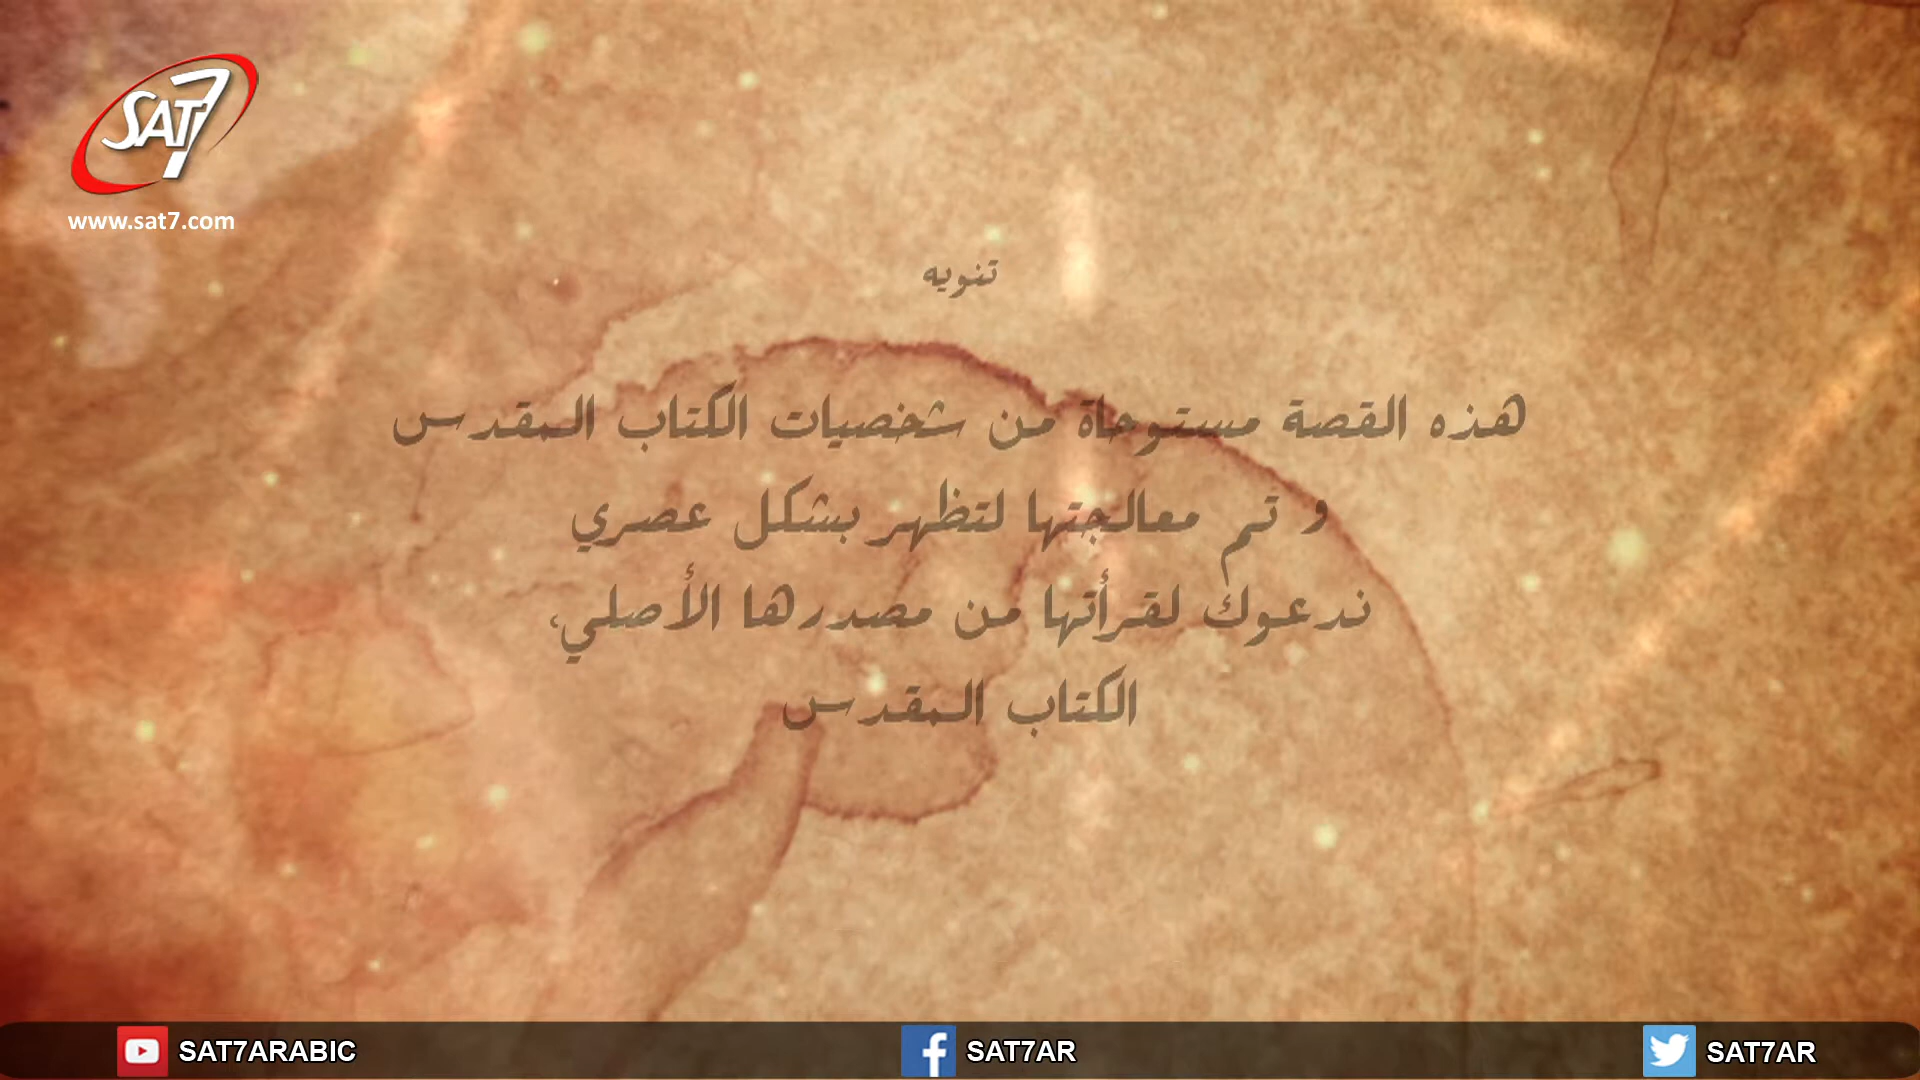 SAT7
www.sat7.com
تنويه
هذه القصة مستوحاة من شخصيات الكتاب المقدس
و تم معالجتها لتظهر بشكل عصري
ندعوك لقرأتها من مصدرها الأصلي،
الكتاب المقدس
SAT7ARABIC
SAT7AR
SAT7AR